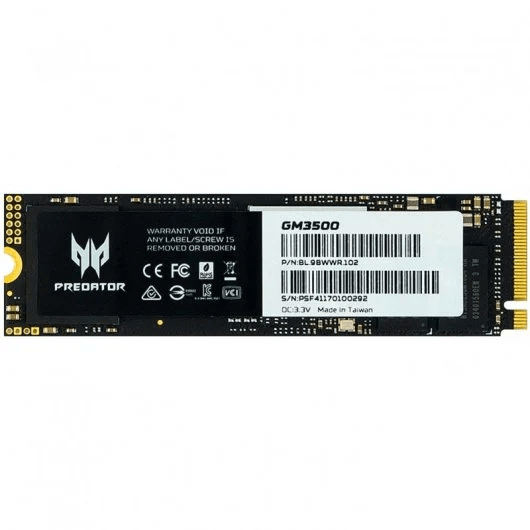 PREDATOR
WARRANTY VOID IF
ANY LABEL/SCREW IS
REMOVED OR BROKEN
CE FC
VCI
GM3500
P/N:BL.9BWWR.102
S/N:PSF41170100292
DC:3.3V Made in Taiwan